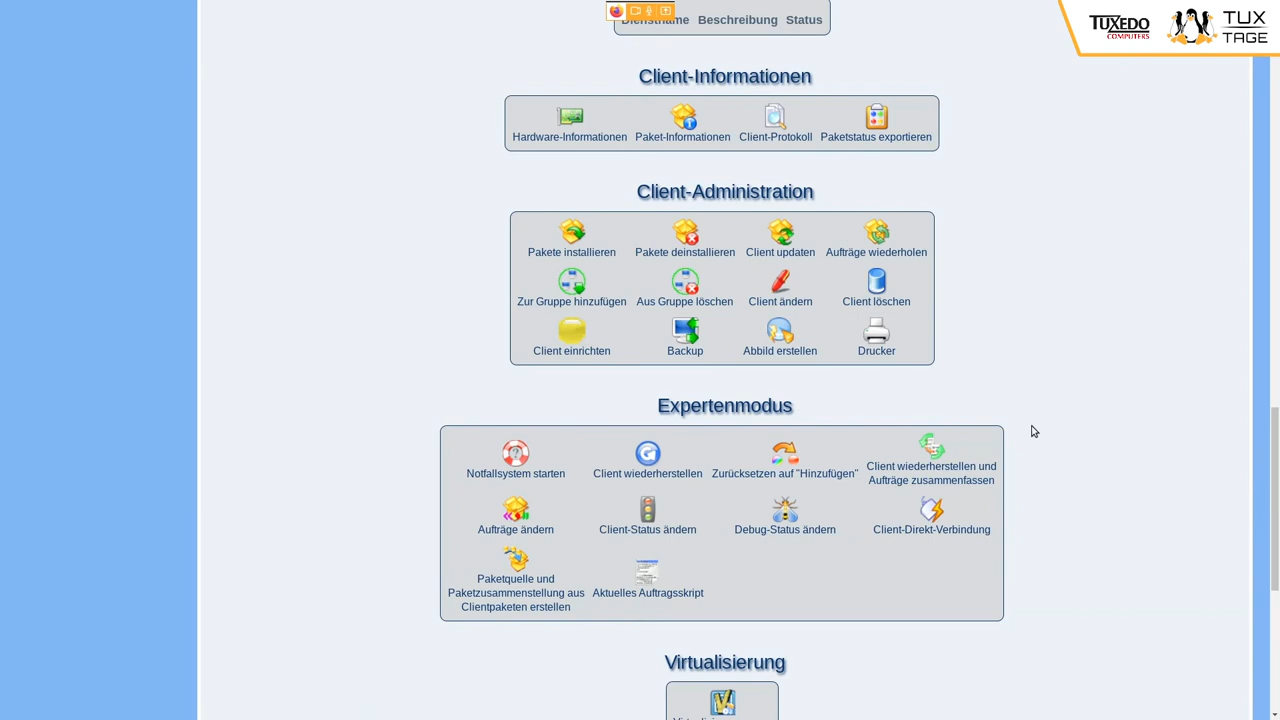 Dienstname Beschreibung Status
TUXEDO
COMPUTERS
TUX
TAGE
Client-Informationen
Hardware-Informationen Paket-Informationen Client-Protokoll Paketstatus exportieren
Client-Administration
Pakete installieren Pakete deinstallieren Client updaten Aufträge wiederholen
Zur Gruppe hinzufügen Aus Gruppe löschen Client ändern Client löschen
Client einrichten Backup Abbild erstellen Drucker
Expertenmodus
Notfallsystem starten Client wiederherstellen Zurücksetzen auf "Hinzufügen" Client wiederherstellen und
Aufträge zusammenfassen
Aufträge ändern Client-Status ändern Debug-Status ändern Client-Direkt-Verbindung
Paketquelle und
Paketzusammenstellung aus
Clientpaketen erstellen
Aktuelles Auftragsskript
Virtualisierung